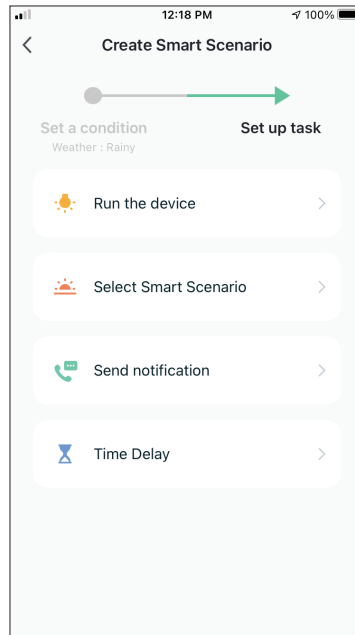 12:18 PM
100%
Create Smart Scenario
Set a condition
Set up task
Weather : Rainy
Run the device
Select Smart Scenario
Send notification
Time Delay